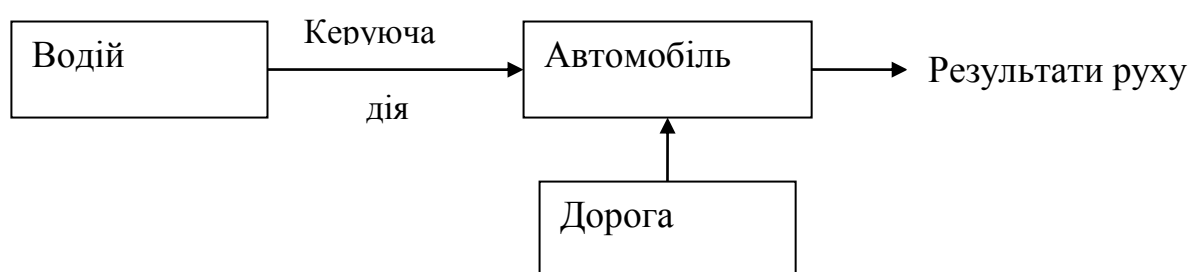 Водій
Керуюча
дія
Автомобіль
Результати руху
Дорога